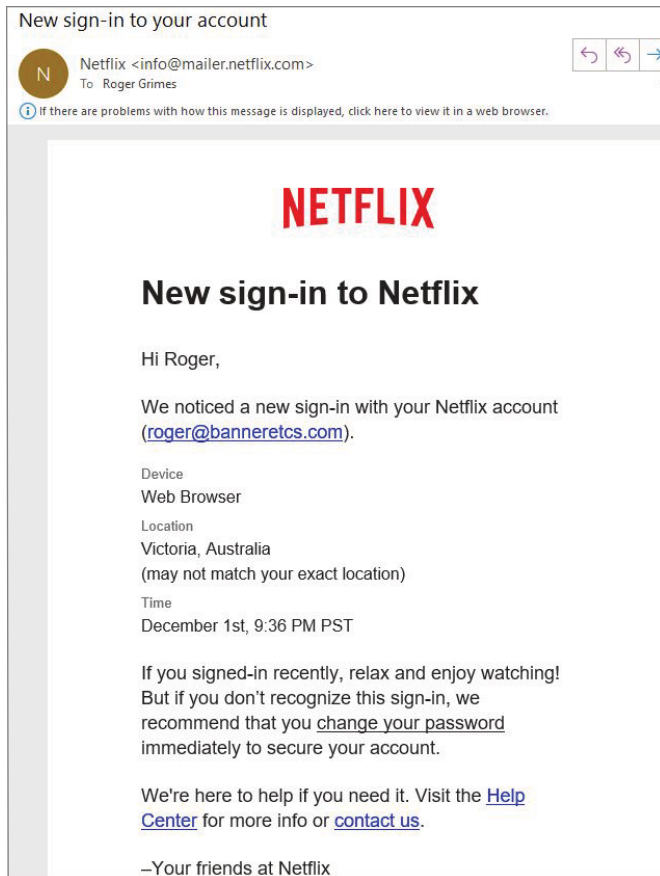 New sign-in to your account
N
Netflix <info@mailer.netflix.com>
To Roger Grimes
i If there are problems with how this message is displayed, click here to view it in a web browser.
NETFLIX
New sign-in to Netflix
Hi Roger,
We noticed a new sign-in with your Netflix account
(roger@banneretcs.com).
Device
Web Browser
Location
Victoria, Australia
(may not match your exact location)
Time
December 1st, 9:36 PM PST
If you signed-in recently, relax and enjoy watching!
But if you don’t recognize this sign-in, we
recommend that you change your password
immediately to secure your account.
We're here to help if you need it. Visit the Help
Center for more info or contact us.
–Your friends at Netflix